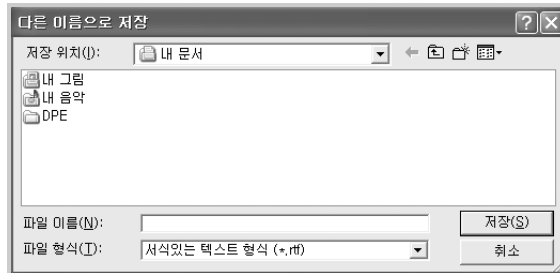 다른 이름으로 저장
저장 위치(I): 내 문서
내 그림
내 음악
DPE
파일 이름(N):
저장(S)
파일 형식(T): 서식있는 텍스트 형식 (*.rtf)
취소